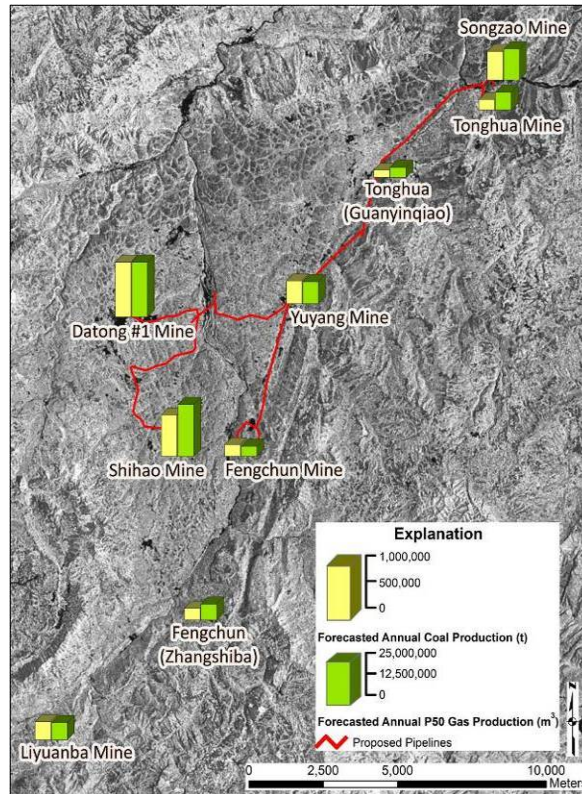 Songzao Mine
Tonghua Mine
Tonghua
(Guanyinqiao)
Datong #1 Mine
Yuyang Mine
Shihao Mine
Fengchun Mine
Fengchun
(Zhangshiba)
Liyuanba Mine
Explanation
1,000,000
500,000
0
Forecasted Annual Coal Production (t)
25,000,000
12,500,000
0
Forecasted Annual P50 Gas Production (m³)
Proposed Pipelines
0 2,500 5,000 10,000
Meter